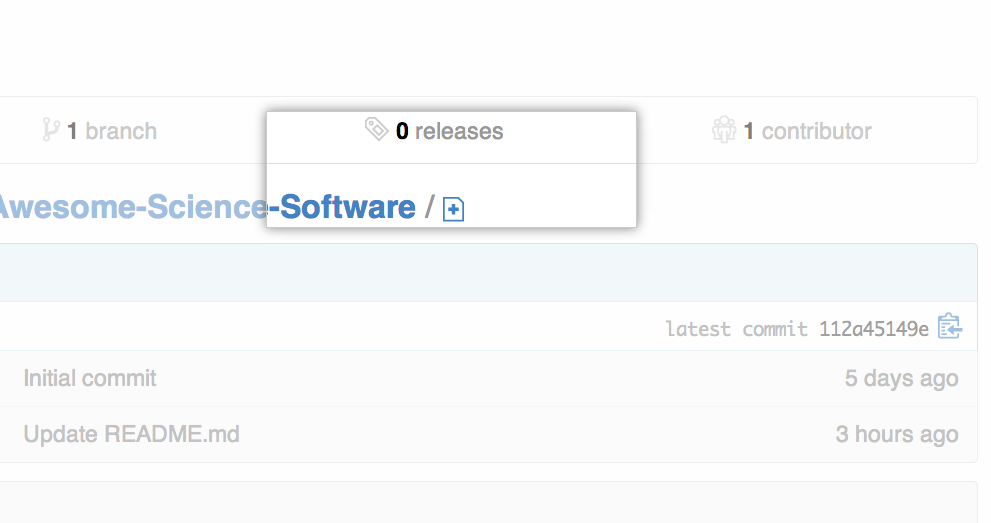 1 branch
0 releases
1 contributor
Awesome-Science-Software /
latest commit 112a45149e
Initial commit
5 days ago
Update README.md
3 hours ago